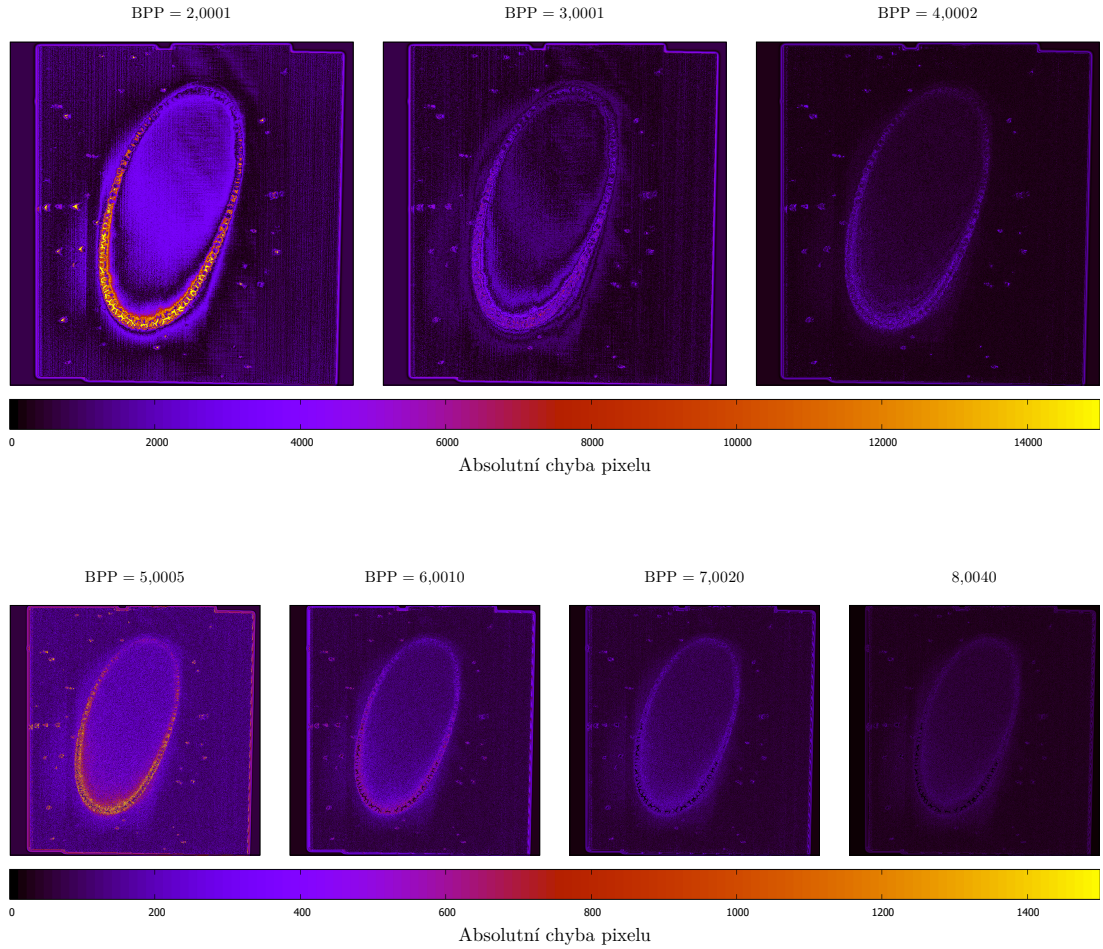 BPP = 2,0001 BPP = 3,0001 BPP = 4,0002
0 2000 4000 6000 8000 10000 12000 14000
Absolutní chyba pixelu
BPP = 5,0005 BPP = 6,0010 BPP = 7,0020 8,0040
0 200 400 600 800 1000 1200 1400
Absolutní chyba pixelu